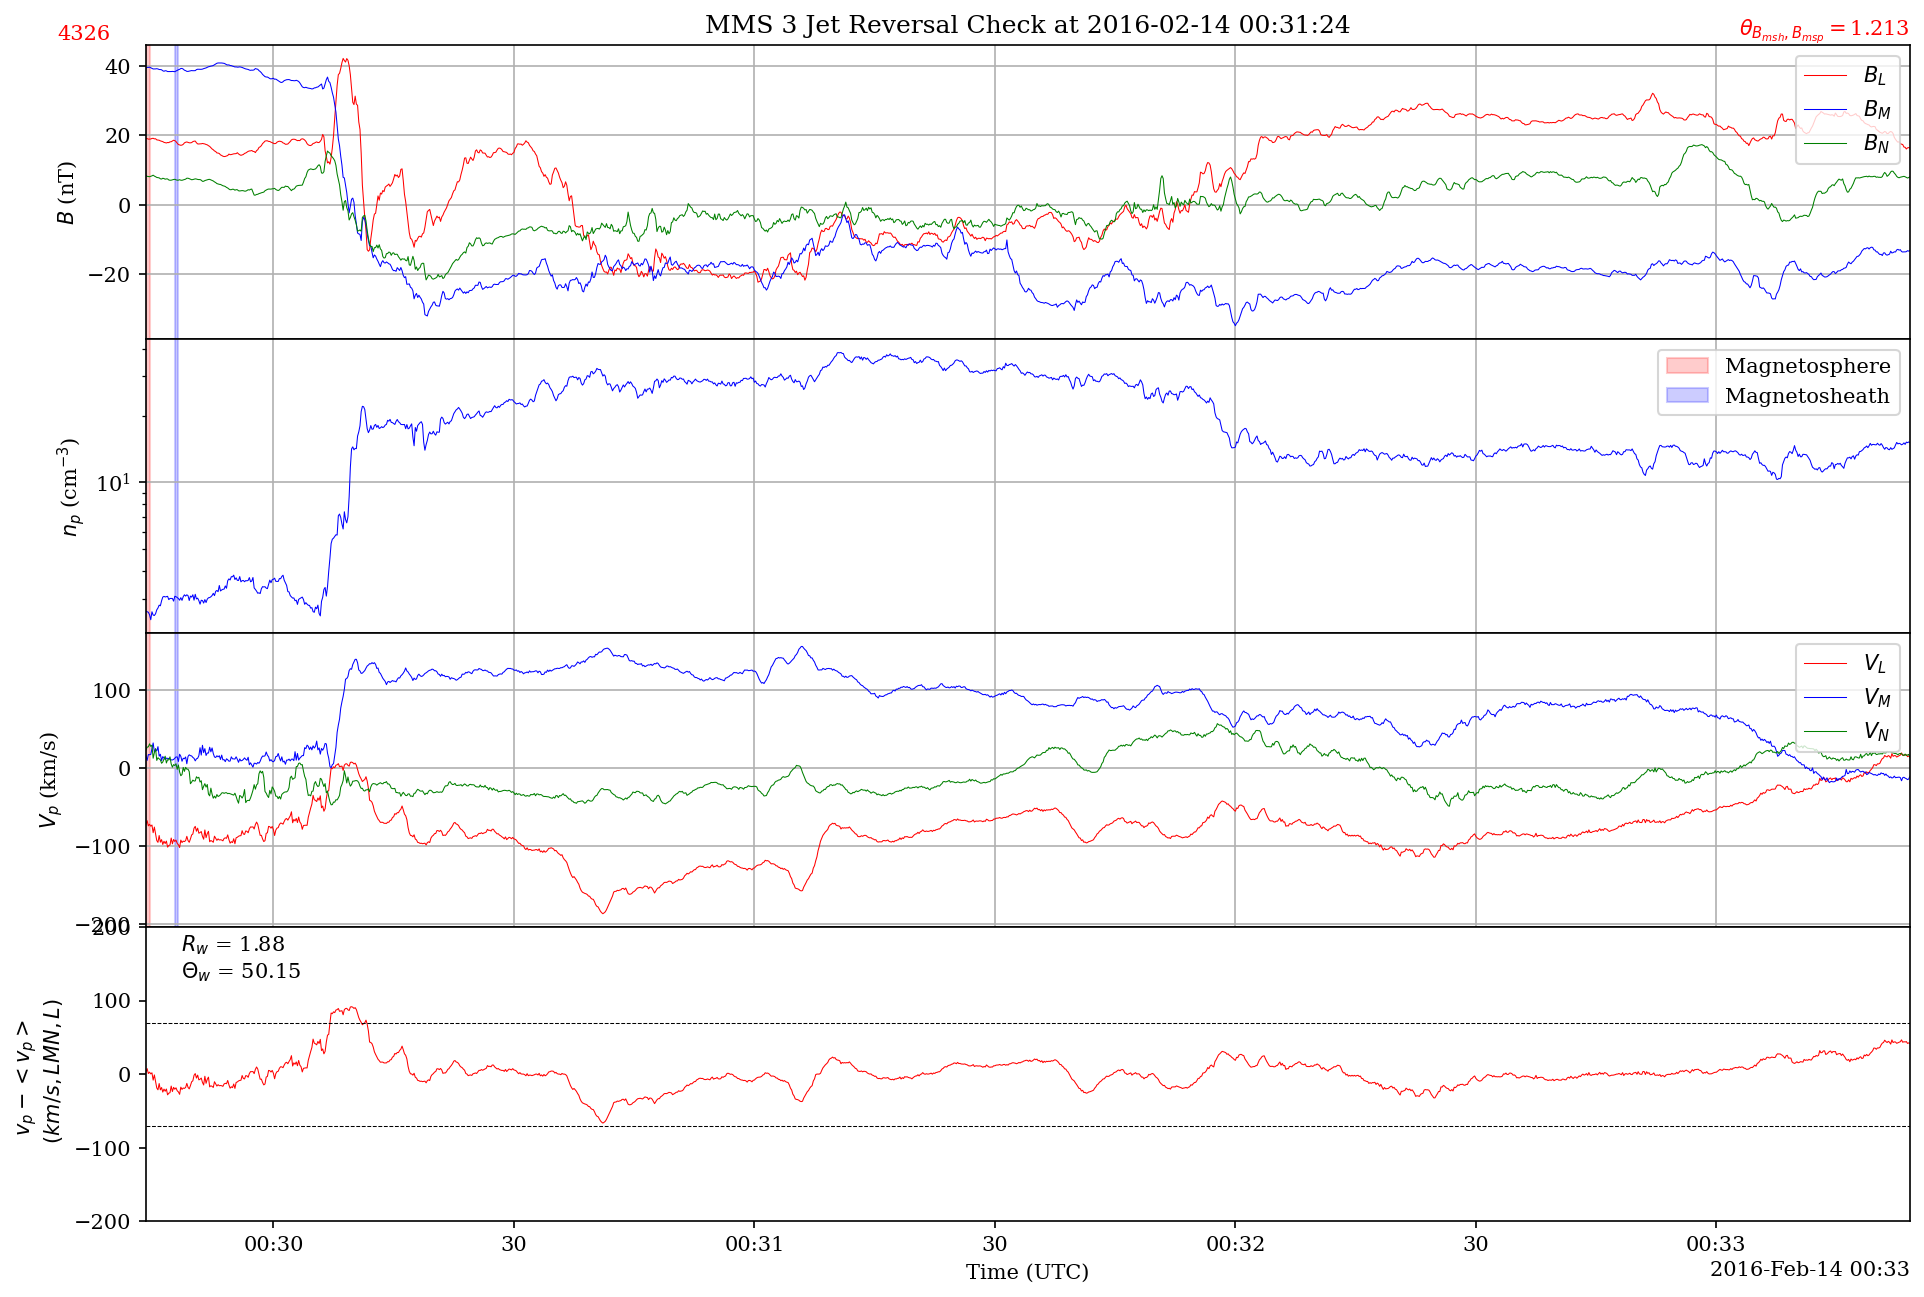 4326
MMS 3 Jet Reversal Check at 2016-02-14 00:31:24
θ_{B_{msh}, B_{msp}} = 1.213
B (nT)
40
20
0
−20
B_L
B_M
B_N
n_p (cm^{−3})
10^1
Magnetosphere
Magnetosheath
V_p (km/s)
100
0
−100
−200
V_L
V_M
V_N
v_p − < v_p >
(km/s, LMN, L)
200
100
0
−100
−200
R_w = 1.88
Θ_w = 50.15
00:30
30
00:31
30
00:32
30
00:33
Time (UTC)
2016-Feb-14 00:33